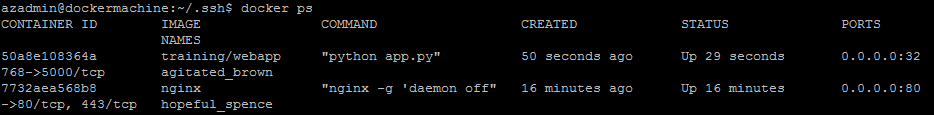 azadmin@dockermachine:~/.ssh$ docker ps
CONTAINER ID IMAGE COMMAND CREATED STATUS PORTS
NAMES
50a8e108364a training/webapp "python app.py" 50 seconds ago Up 29 seconds 0.0.0.0:32
768->5000/tcp agitated_brown
7732aea568b8 nginx "nginx -g 'daemon off" 16 minutes ago Up 16 minutes 0.0.0.0:80
->80/tcp, 443/tcp hopeful_spence